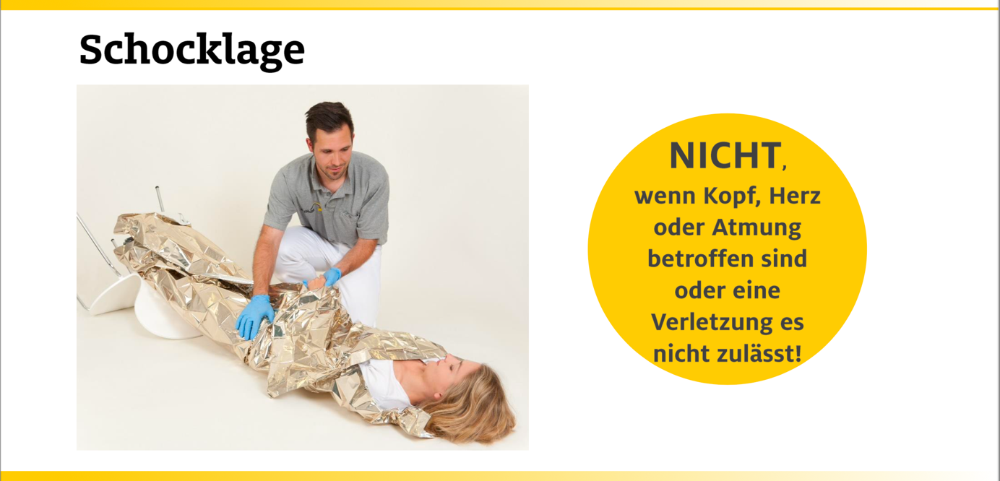 Schocklage
NICHT,
wenn Kopf, Herz
oder Atmung
betroffen sind
oder eine
Verletzung es
nicht zulässt!